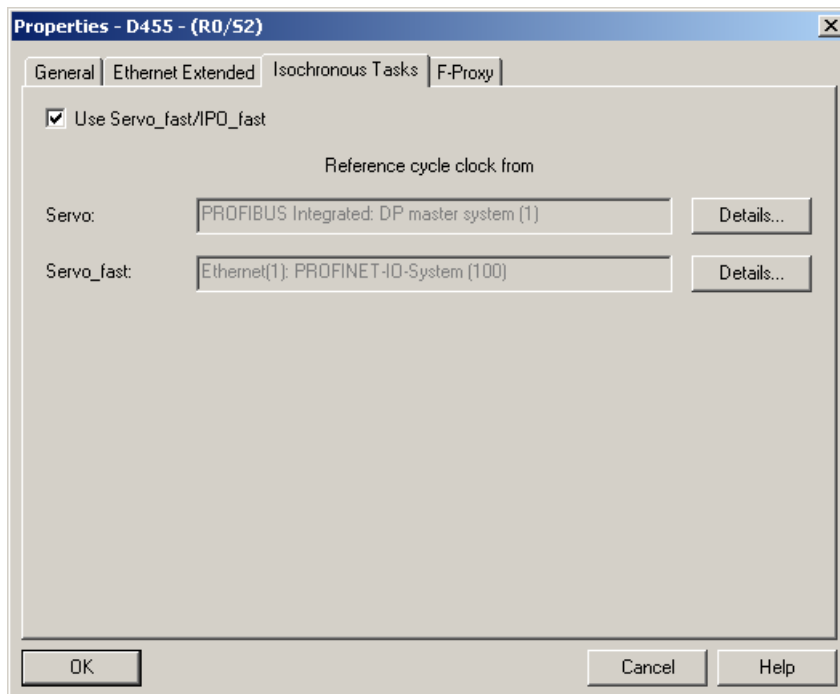 Properties - D455 - (R0/S2)
General Ethernet Extended Isochronous Tasks F-Proxy
Use Servo_fast/IPO_fast
Reference cycle clock from
Servo: PROFIBUS Integrated: DP master system (1) Details...
Servo_fast: Ethernet(1): PROFINET-IO-System (100) Details...
OK Cancel Help